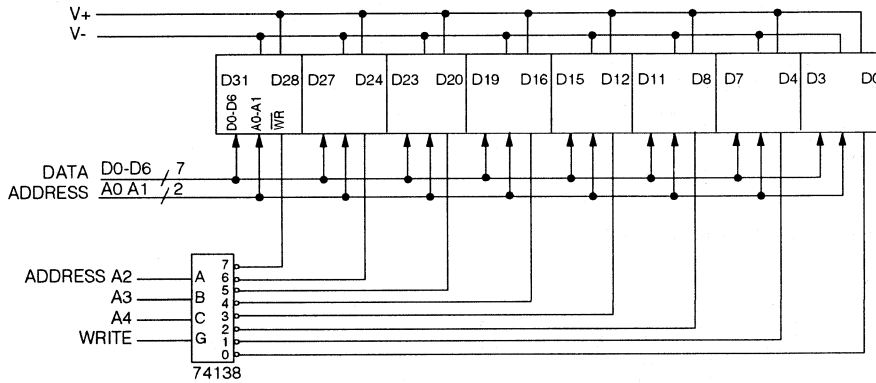 V+
V-
D31 D28 D27 D24 D23 D20 D19 D16 D15 D12 D11 D8 D7 D4 D3 D0
D0-D6
A0-A1
WR
DATA D0-D6 7
ADDRESS A0 A1 2
ADDRESS A2 A 7
6
A3 B 5
4
A4 C 3
2
WRITE G 1
0
74138